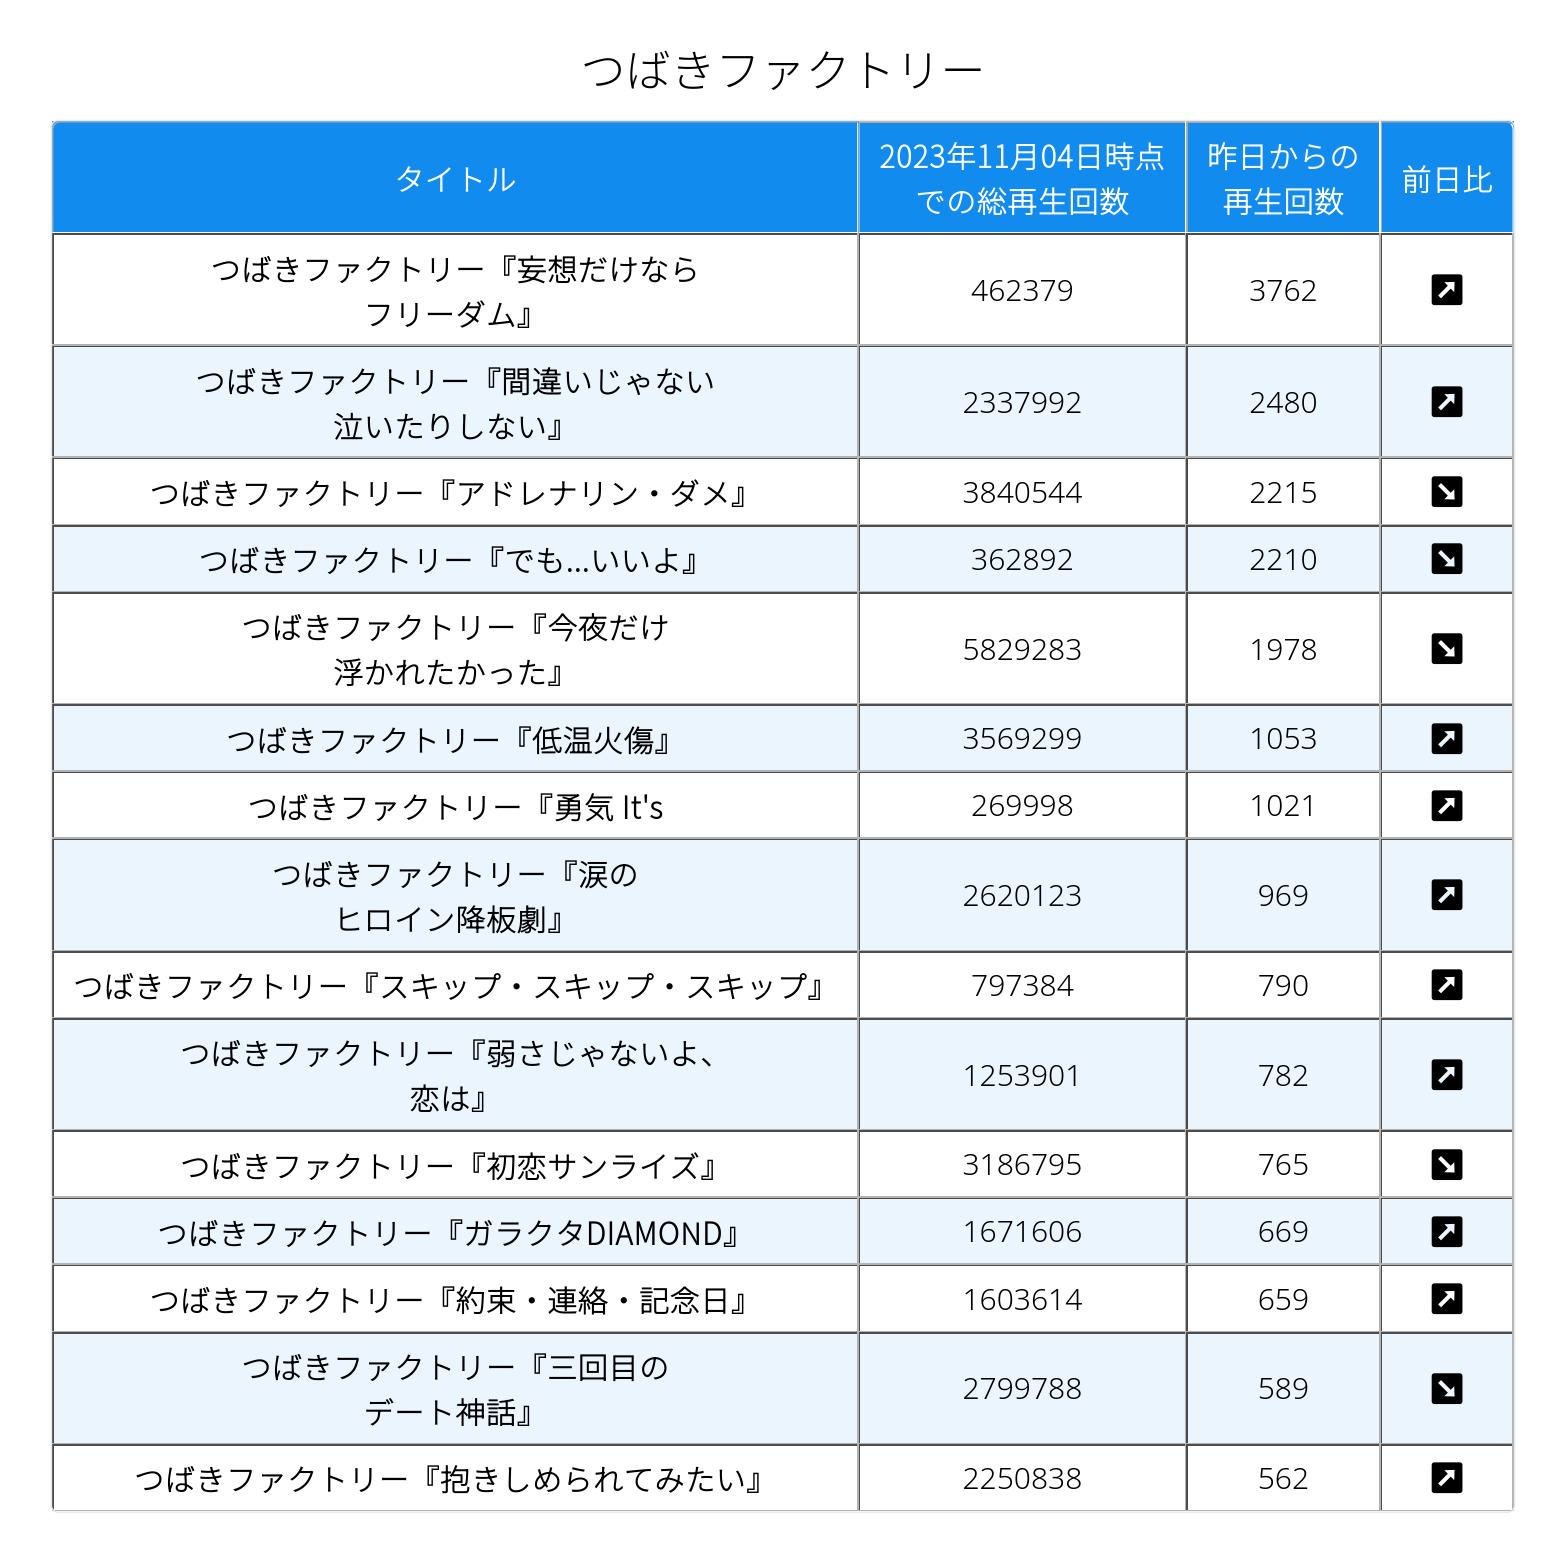 つばきファクトリー
タイトル
2023年11月04日時点
での総再生回数
昨日からの
再生回数
前日比
つばきファクトリー『妄想だけなら
フリーダム』
462379
3762
つばきファクトリー『間違いじゃない
泣いたりしない』
2337992
2480
つばきファクトリー『アドレナリン・ダメ』
3840544
2215
つばきファクトリー『でも...いいよ』
362892
2210
つばきファクトリー『今夜だけ
浮かれたかった』
5829283
1978
つばきファクトリー『低温火傷』
3569299
1053
つばきファクトリー『勇気 It's
269998
1021
つばきファクトリー『涙の
ヒロイン降板劇』
2620123
969
つばきファクトリー『スキップ・スキップ・スキップ』
797384
790
つばきファクトリー『弱さじゃないよ、
恋は』
1253901
782
つばきファクトリー『初恋サンライズ』
3186795
765
つばきファクトリー『ガラクタDIAMOND』
1671606
669
つばきファクトリー『約束・連絡・記念日』
1603614
659
つばきファクトリー『三回目の
デート神話』
2799788
589
つばきファクトリー『抱きしめられてみたい』
2250838
562